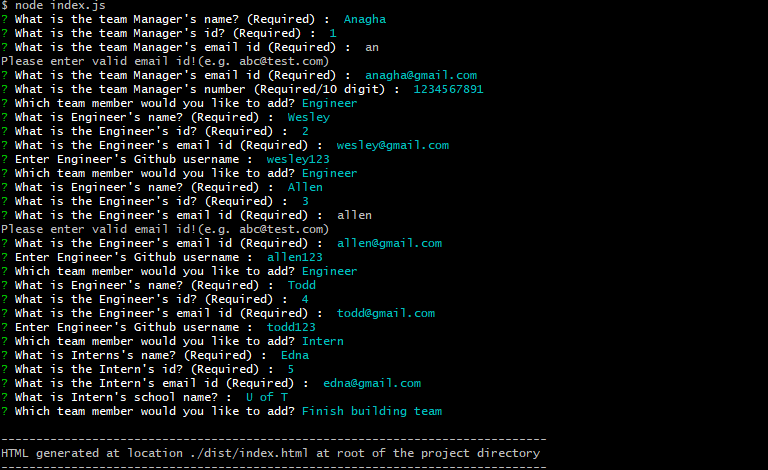 $ node index.js
? What is the team Manager's name? (Required) :  Anagha
? What is the team Manager's id? (Required) :  1
? What is the team Manager's email id (Required) :  an
Please enter valid email id!(e.g. abc@test.com)
? What is the team Manager's email id (Required) :  anagha@gmail.com
? What is the team Manager's number (Required/10 digit) :  1234567891
? Which team member would you like to add? Engineer
? What is Engineer's name? (Required) :  Wesley
? What is the Engineer's id? (Required) :  2
? What is the Engineer's email id (Required) :  wesley@gmail.com
? Enter Engineer's Github username :  wesley123
? Which team member would you like to add? Engineer
? What is Engineer's name? (Required) :  Allen
? What is the Engineer's id? (Required) :  3
? What is the Engineer's email id (Required) :  allen
Please enter valid email id!(e.g. abc@test.com)
? What is the Engineer's email id (Required) :  allen@gmail.com
? Enter Engineer's Github username :  allen123
? Which team member would you like to add? Engineer
? What is Engineer's name? (Required) :  Todd
? What is the Engineer's id? (Required) :  4
? What is the Engineer's email id (Required) :  todd@gmail.com
? Enter Engineer's Github username :  todd123
? Which team member would you like to add? Intern
? What is Interns's name? (Required) :  Edna
? What is the Intern's id? (Required) :  5
? What is the Intern's email id (Required) :  edna@gmail.com
? What is Intern's school name? :  U of T
? Which team member would you like to add? Finish building team
------------------------------------------------------------------------------
HTML generated at location ./dist/index.html at root of the project directory
------------------------------------------------------------------------------